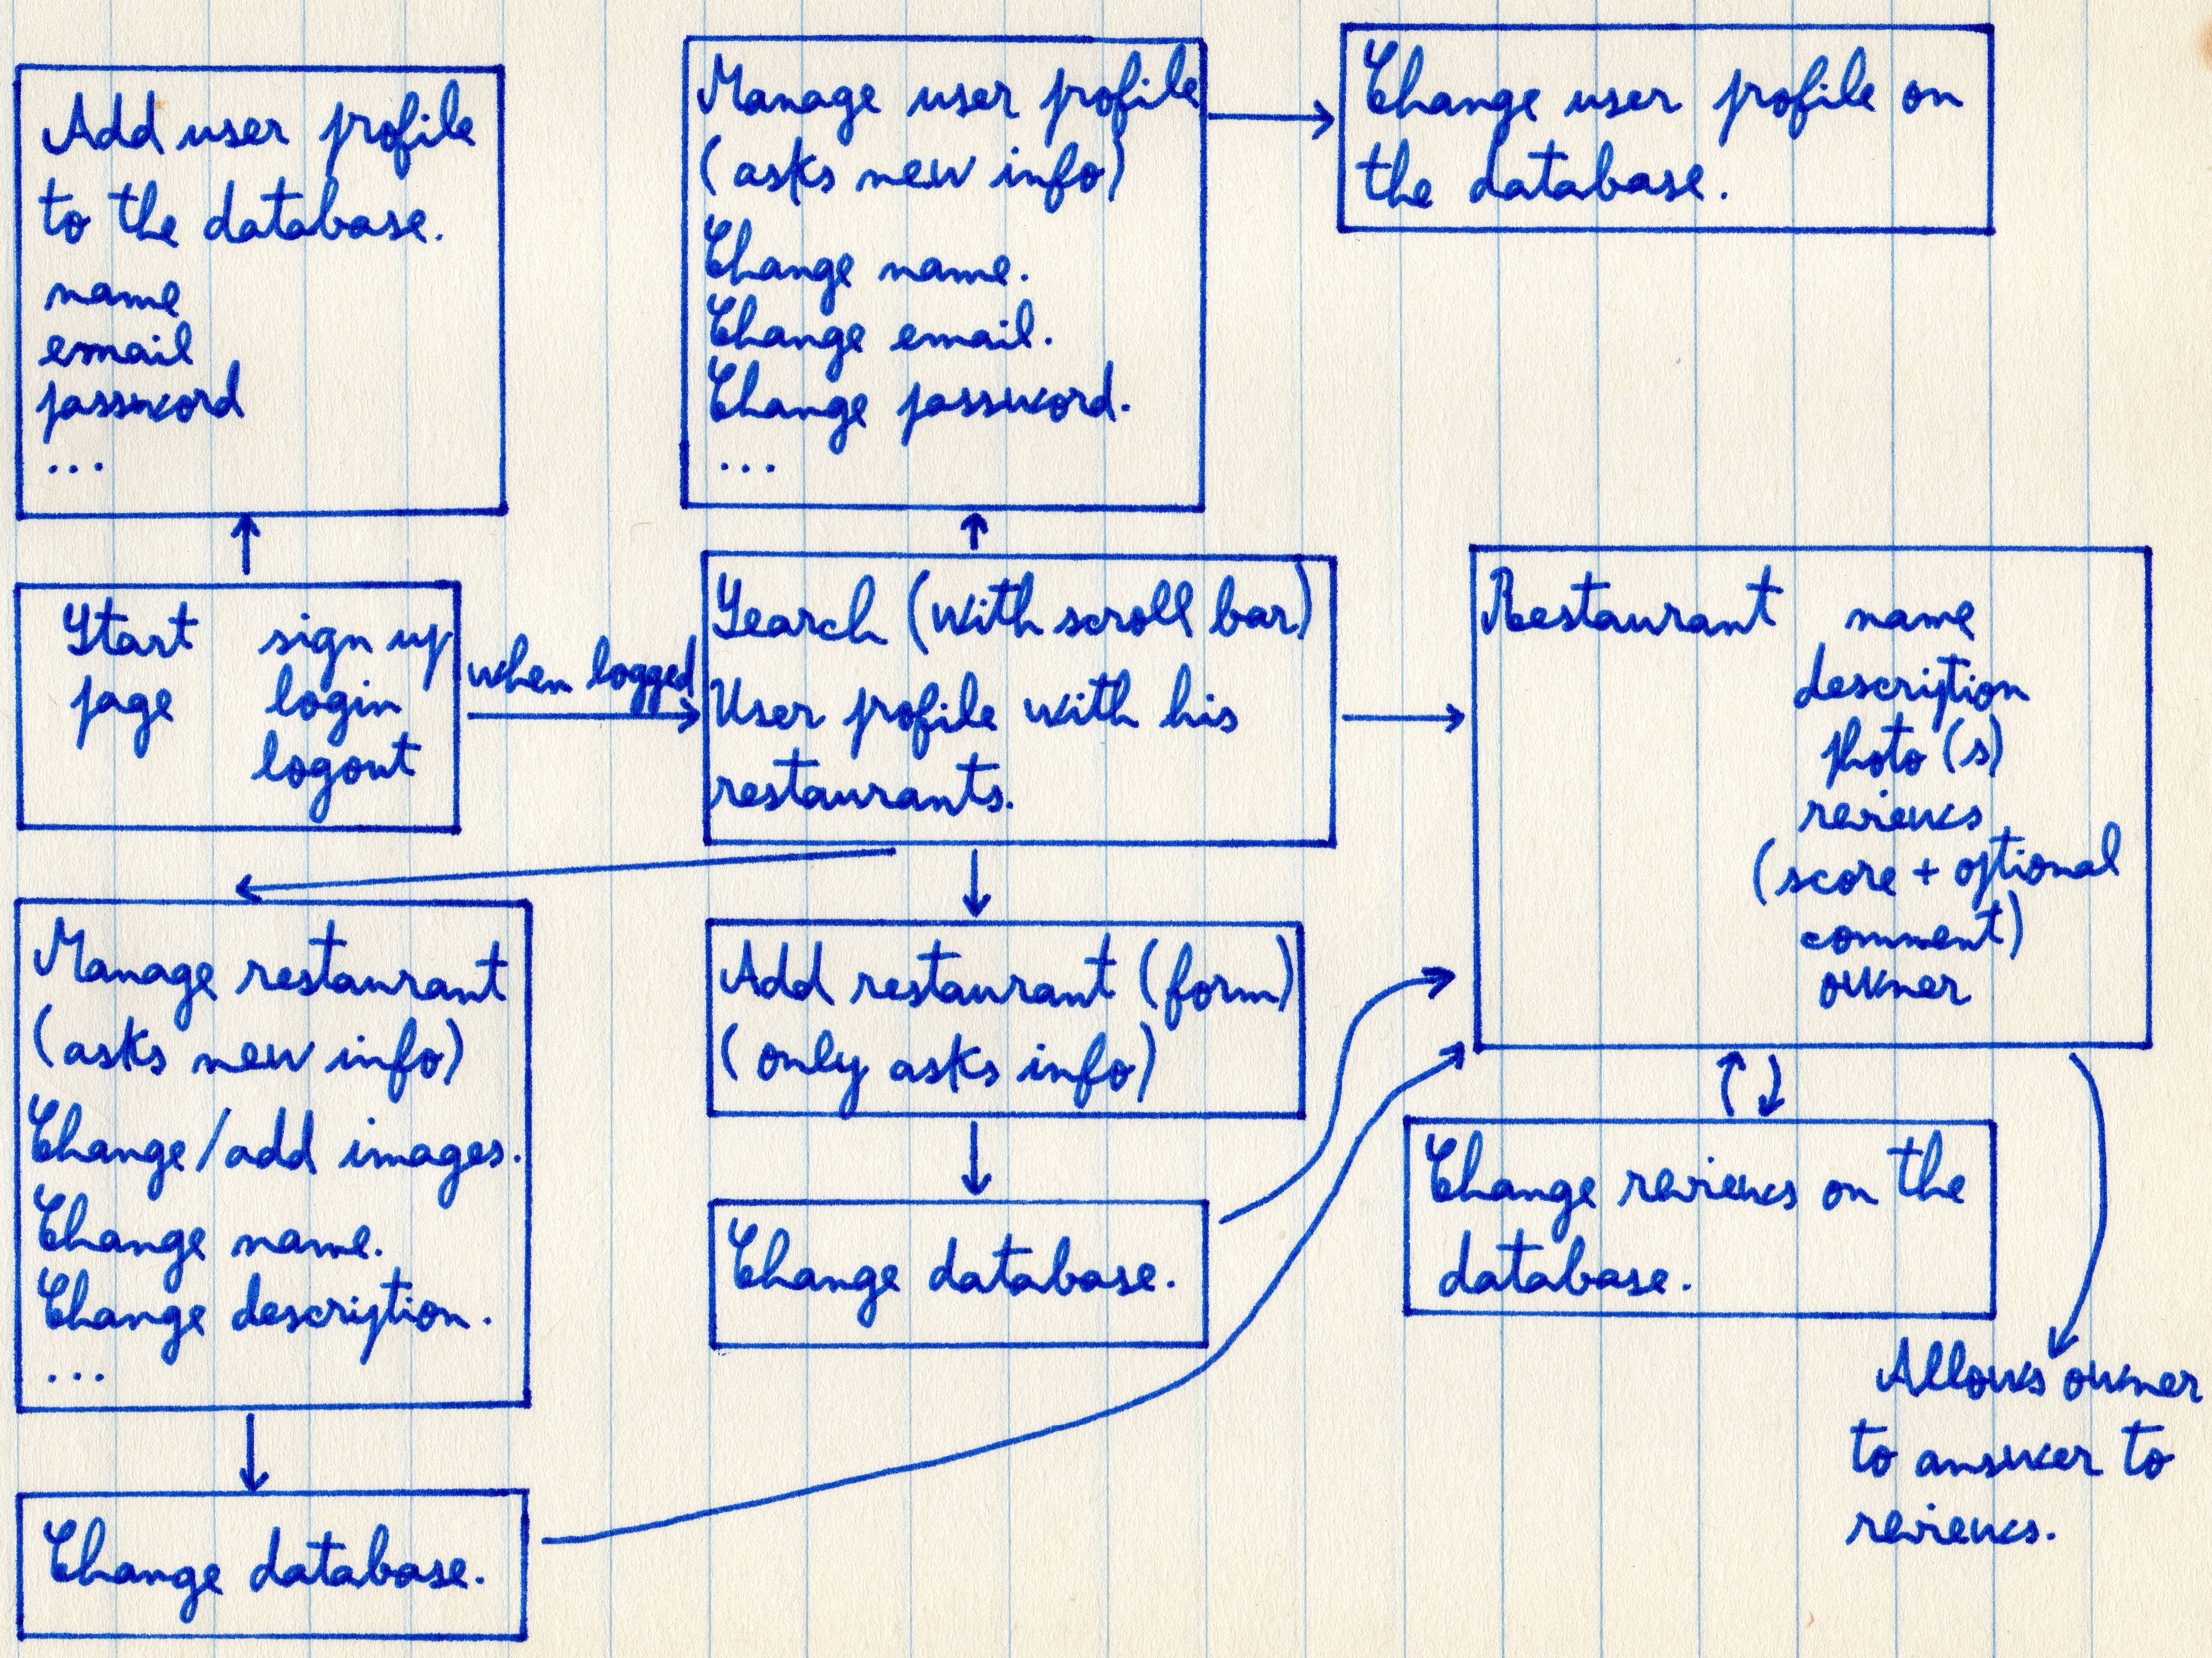 Add user profile
to the database.
name
email
password
...
Manage user profile
(asks new info)
Change name.
Change email.
Change password.
...
Change user profile on
the database.
Start
page
sign up
login
logout
when logged
Search (with scroll bar)
User profile with his
restaurants.
Restaurant
name
description
photo(s)
reviews
(score + optional
comment)
owner
Manage restaurant
(asks new info)
Change/add images.
Change name.
Change description.
...
Add restaurant (form)
(only asks info)
Change database.
Change reviews on the
database.
Allows owner
to answer to
reviews.
Change database.